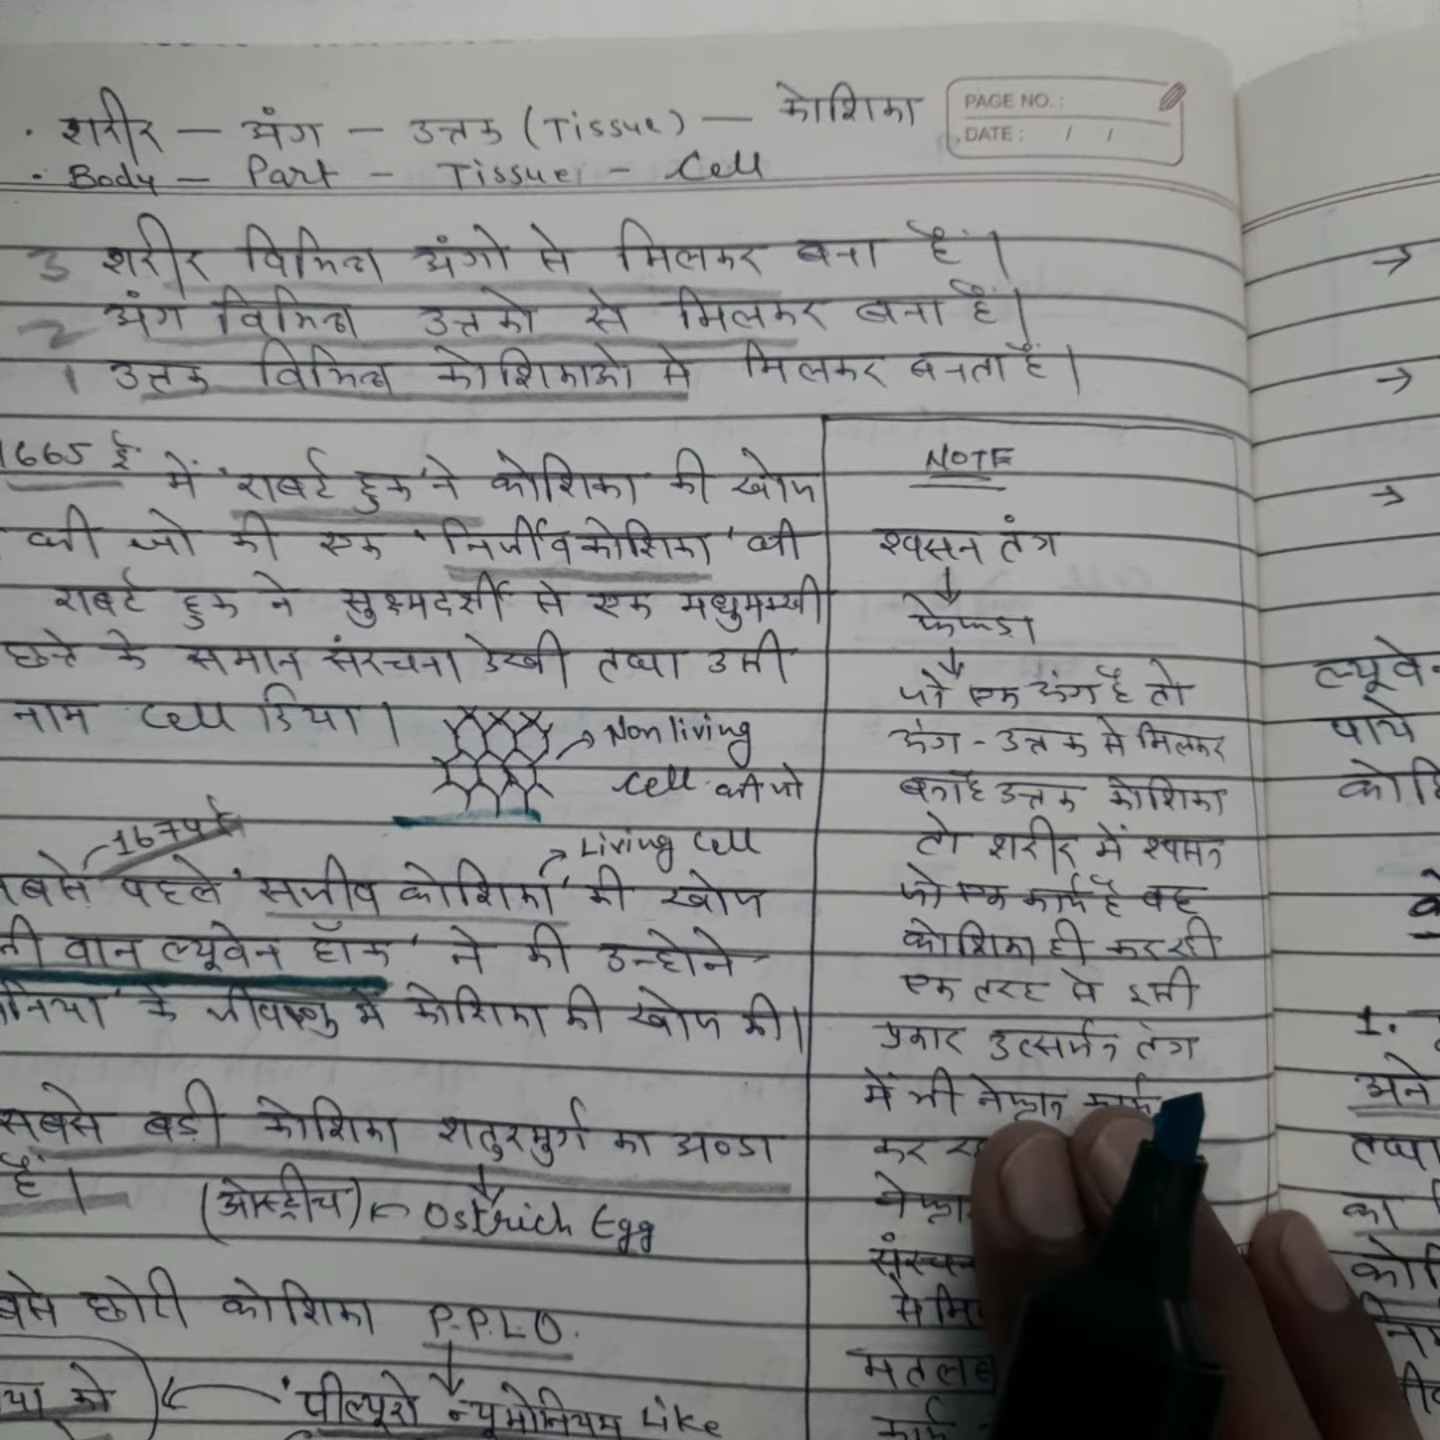 PAGE NO.:
DATE: / /
• शरीर – अंग – उत्तक (Tissue) – कोशिका
• Body – Part – Tissue – Cell
3 शरीर विभिन्न अंगो से मिलकर बना है।
2 अंग विभिन्न उत्तको से मिलकर बना है।
1 उत्तक विभिन्न कोशिकाओ से मिलकर बनता है।
1665 ई. में 'राबर्ट हुक' ने कोशिका की खोज
की जो की एक 'निर्जीव कोशिका' थी
राबर्ट हुक ने सुक्ष्मदर्शी से एक मधुमक्खी
छत्ते के समान संरचना देखी तथा उसी
नाम Cell दिया।
→ Non living
Cell थी जो
1674 ई
→ Living Cell
पहले 'सजीव कोशिका' की खोज
वान ल्यूवेन हॉक' ने की उन्होने
के जीवाणु में कोशिका की खोज की।
सबसे बड़ी कोशिका शतुरमुर्ग का अण्डा
है।
(ओस्ट्रीच) ← Ostrich Egg
छोटी कोशिका P.P.L.O.
न्यूमोनियम Like
को
NOTE
श्वसन तंत्र
↓
फेफड़ा
↓
जो एक अंग है तो
अंग - उत्तक से मिलकर
बना है उत्तक कोशिका
तो शरीर में श्वसन
जो एक कार्य है वह
कोशिका ही कर रही
एक तरह से इसी
प्रकार उत्सर्जन तंत्र
में भी नेफ्रान कार्य
कर
से
मतलब
कार्य
→
→
→
पाये
1.
तथा
का